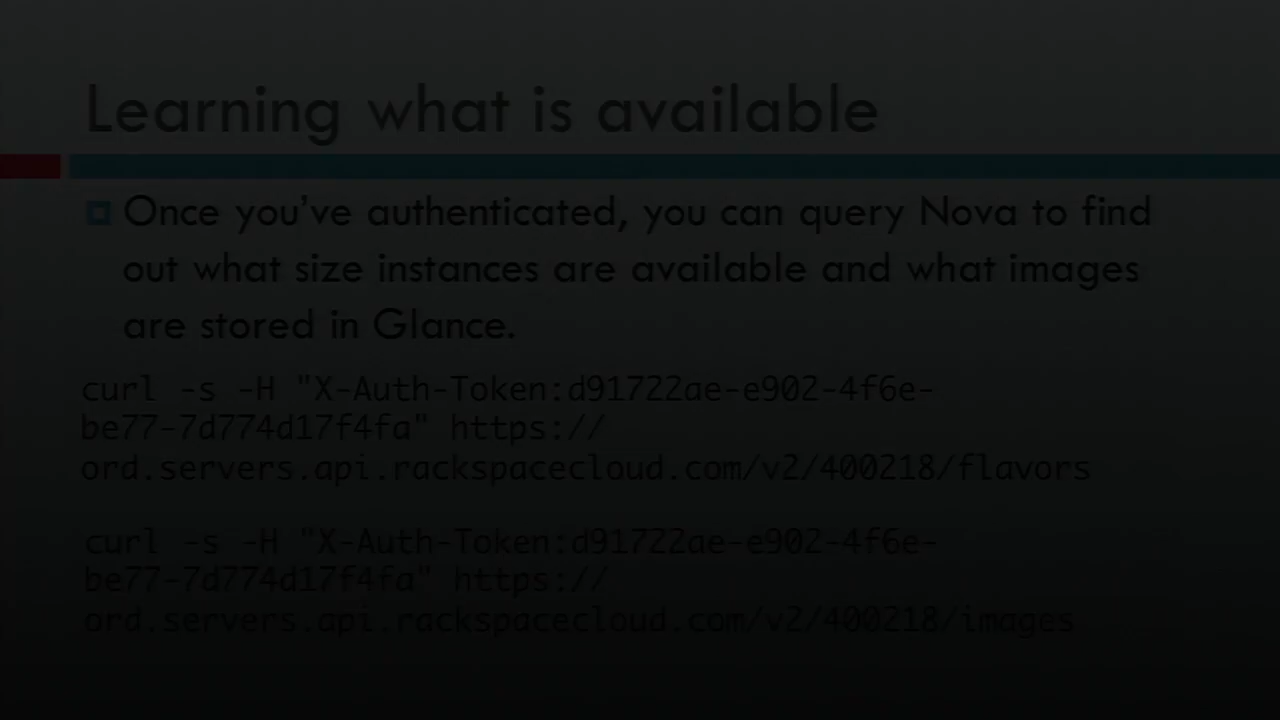 Learning what is available
Once you've authenticated, you can query Nova to find
out what size instances are available and what images
are stored in Glance.
curl -s -H "X-Auth-Token:d91722ae-e902-4f6e-
be77-7d774d17f4fa" https://
ord.servers.api.rackspacecloud.com/v2/400218/flavors
curl -s -H "X-Auth-Token:d91722ae-e902-4f6e-
be77-7d774d17f4fa" https://
ord.servers.api.rackspacecloud.com/v2/400218/images